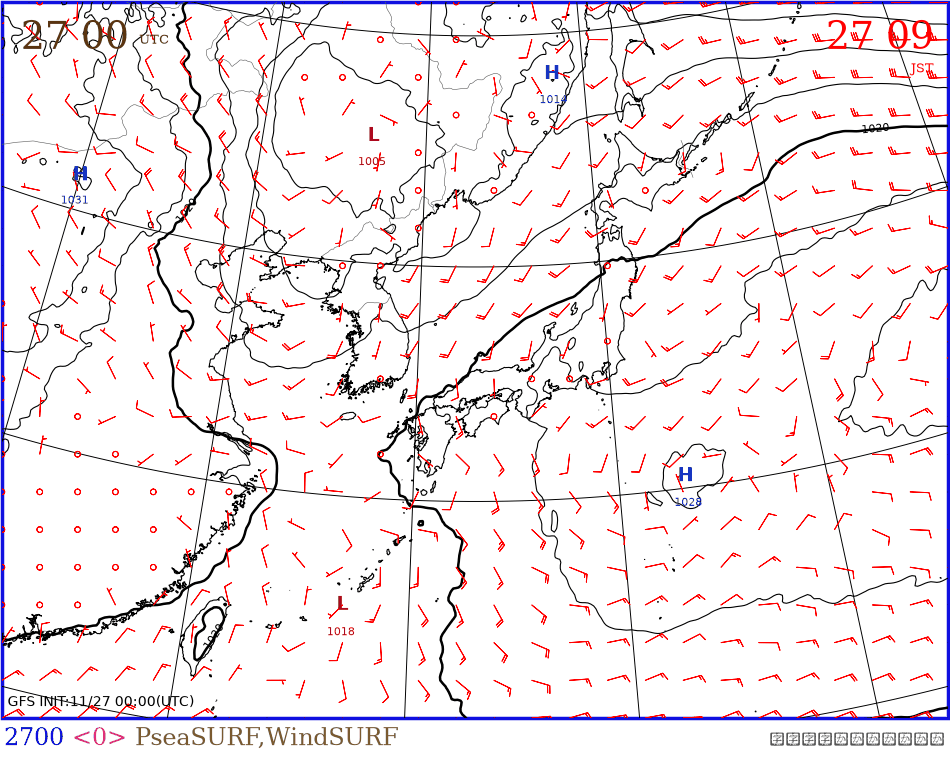 27 00 UTC
27 09 JST
H
1014
L
1005
1020
H
1031
H
1028
L
1018
1020
GFS INIT:11/27 00:00(UTC)
2700 <0> PseaSURF,WindSURF